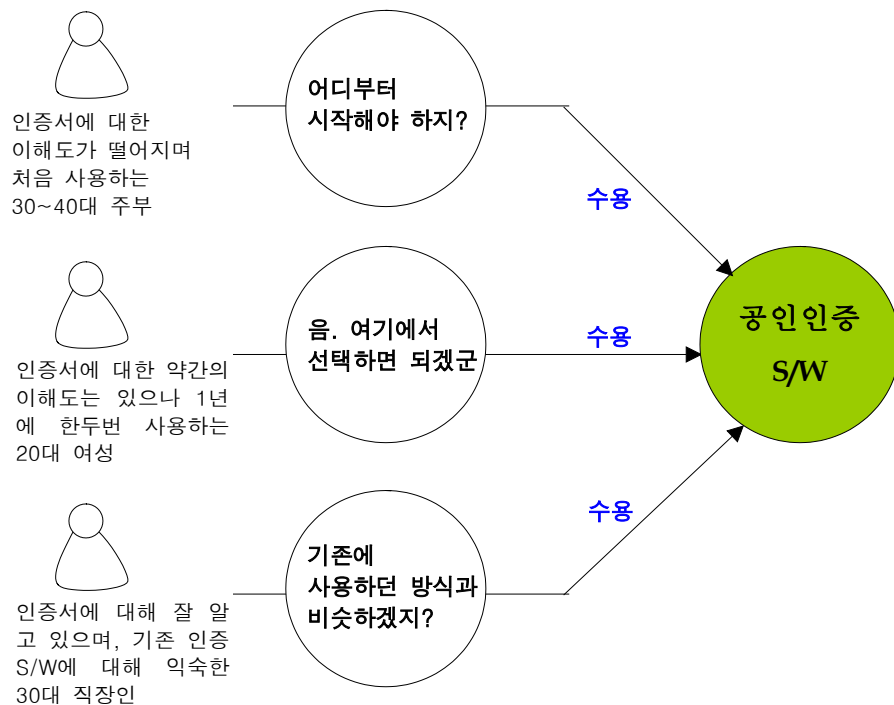 인증서에 대한
이해도가 떨어지며
처음 사용하는
30~40대 주부
어디부터
시작해야 하지?
수용
인증서에 대한 약간의
이해도는 있으나 1년
에 한두번 사용하는
20대 여성
음. 여기에서
선택하면 되겠군
수용
공인인증
S/W
인증서에 대해 잘 알
고 있으며, 기존 인증
S/W에 대해 익숙한
30대 직장인
기존에
사용하던 방식과
비슷하겠지?
수용